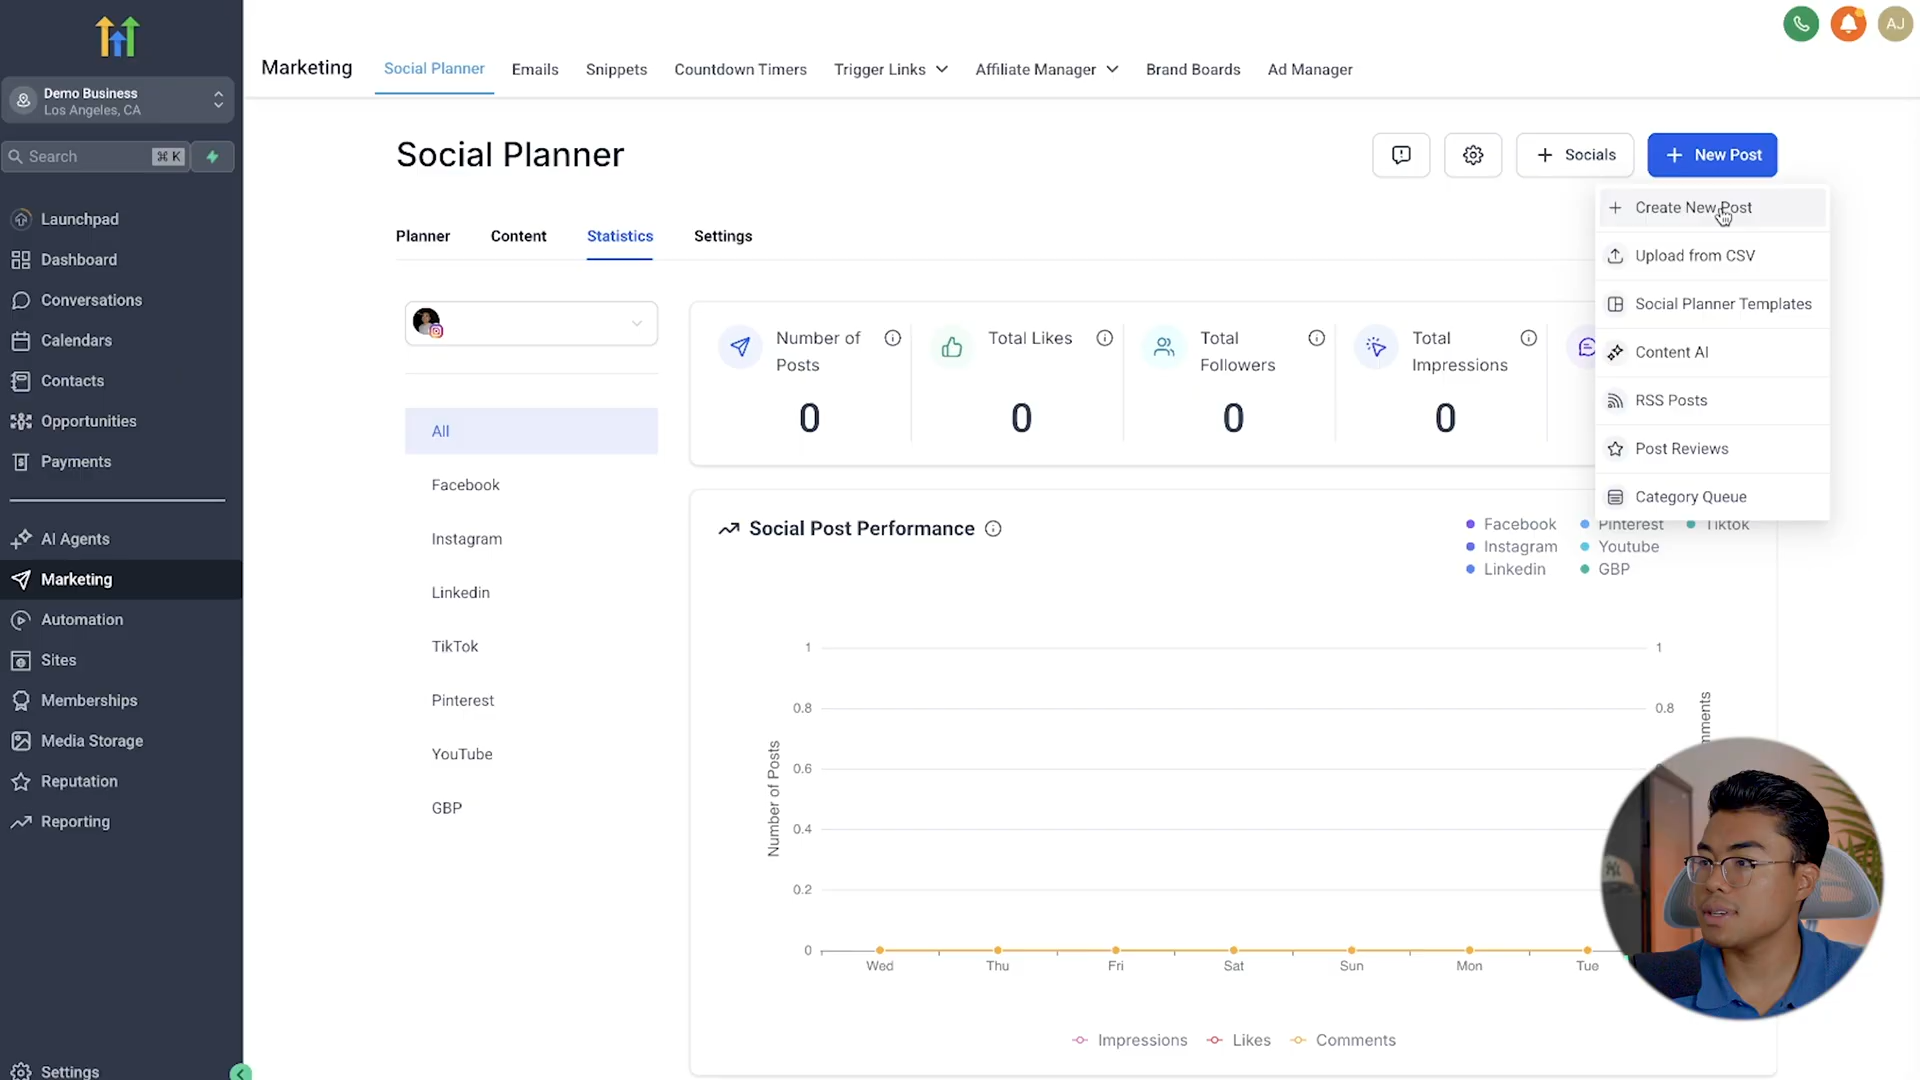 AJ
Demo Business
Los Angeles, CA
Search ⌘ K
Launchpad
Dashboard
Conversations
Calendars
Contacts
Opportunities
Payments
AI Agents
Marketing
Automation
Sites
Memberships
Media Storage
Reputation
Reporting
Settings
Marketing Social Planner Emails Snippets Countdown Timers Trigger Links Affiliate Manager Brand Boards Ad Manager
Social Planner
+ Socials
+ New Post
Create New Post
Upload from CSV
Social Planner Templates
Content AI
RSS Posts
Post Reviews
Category Queue
Planner Content Statistics Settings
All
Facebook
Instagram
Linkedin
TikTok
Pinterest
YouTube
GBP
Number of
Posts
0
Total Likes
0
Total
Followers
0
Total
Impressions
0
Social Post Performance
Facebook Pinterest Tiktok
Instagram Youtube
Linkedin GBP
1 1
0.8 0.8
0.6
0.4
0.2
0
Number of Posts
Wed Thu Fri Sat Sun Mon Tue
Impressions Likes Comments